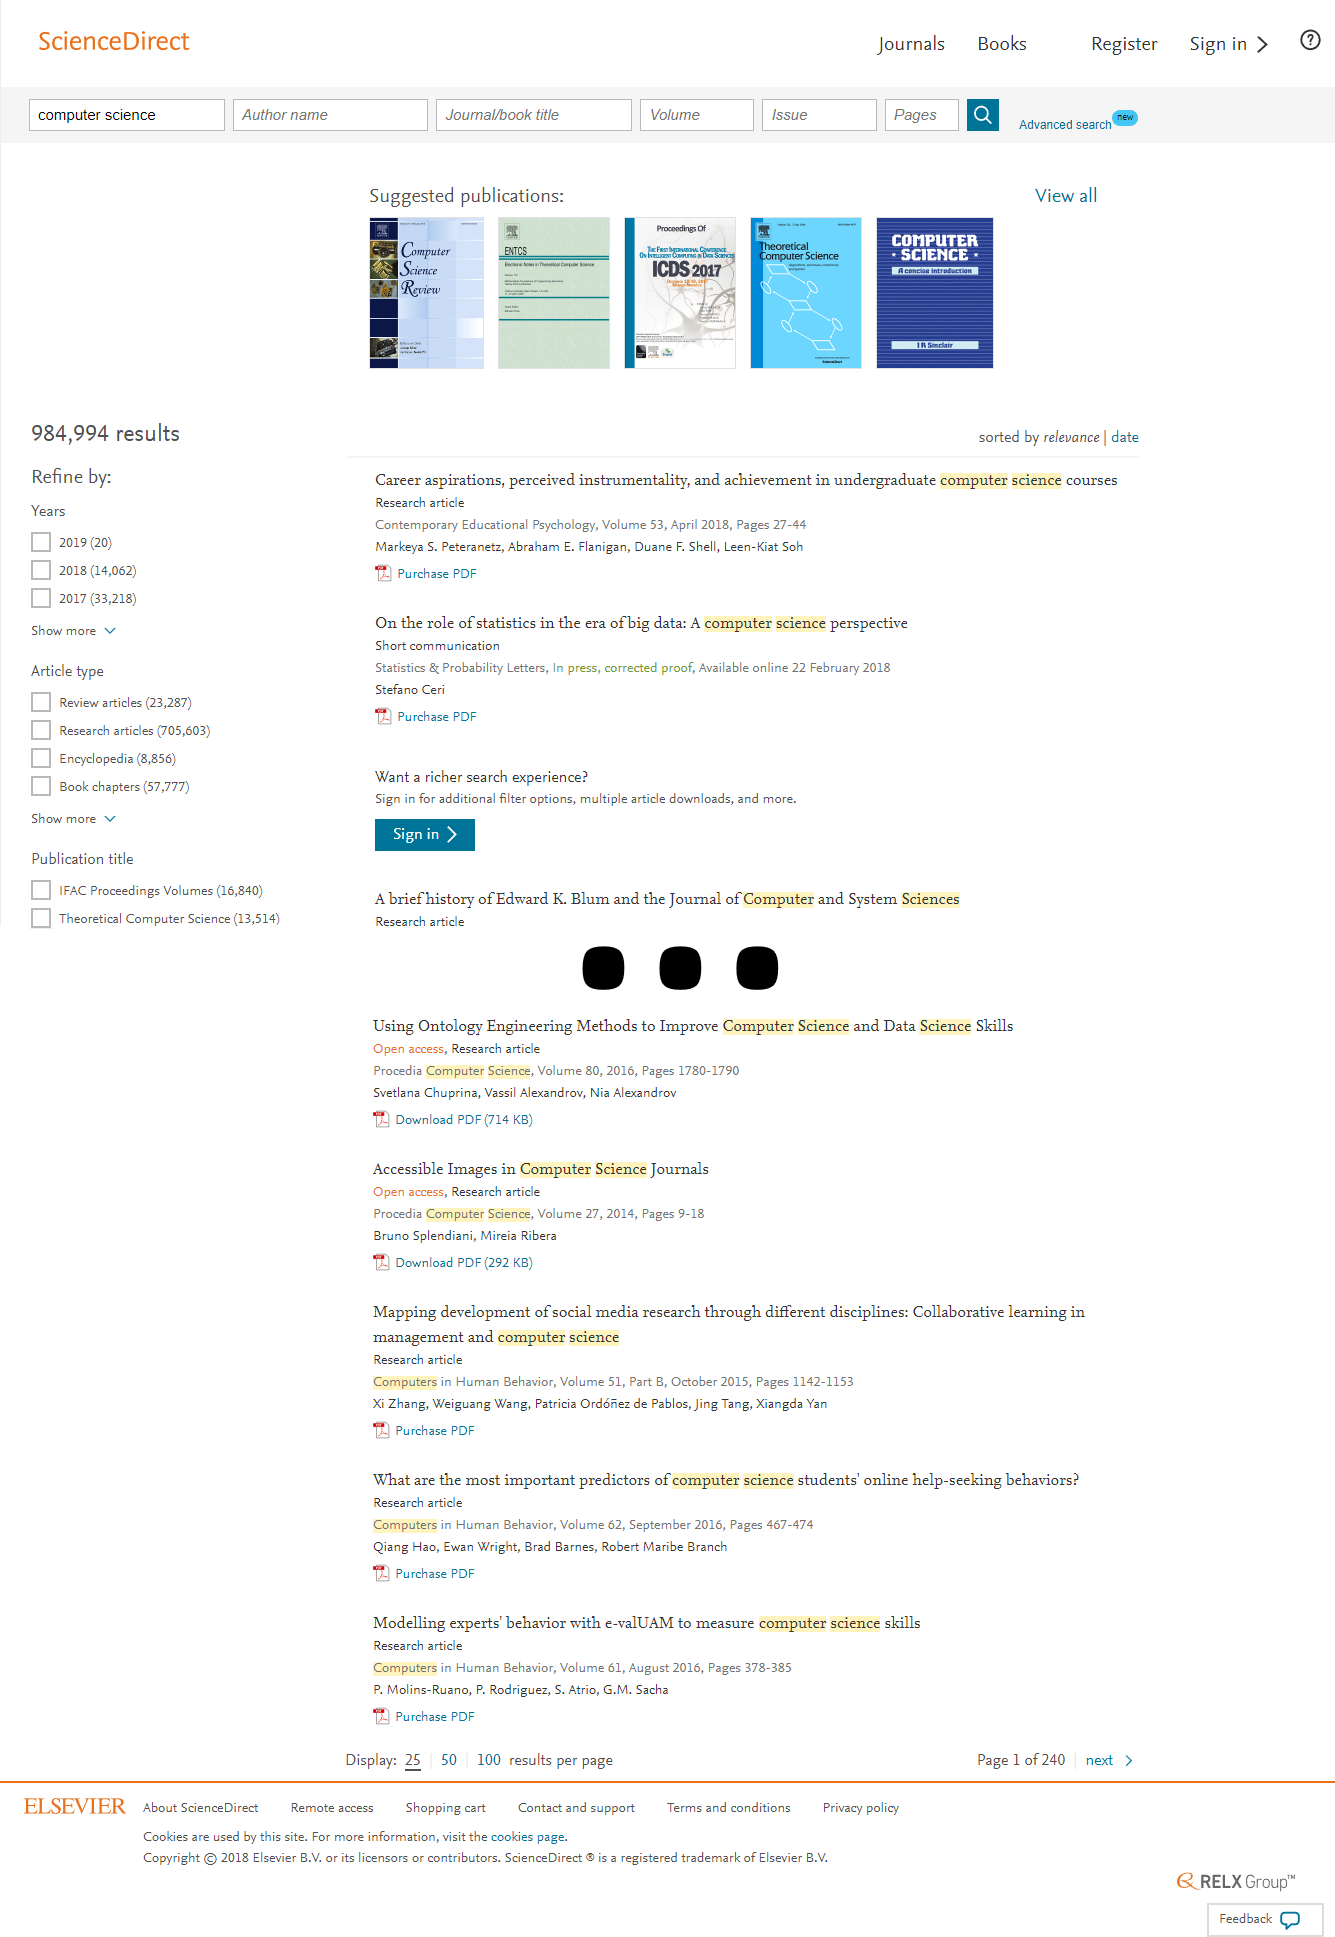 ScienceDirect
Journals Books Register Sign in
computer science Author name Journal/book title Volume Issue Pages Advanced search new
Suggested publications: View all
Computer
Science
Review
ENTCS
Electronic Notes in Theoretical Computer Science
Proceedings Of
The First International Conference
On Intelligent Computing in Data Sciences
ICDS 2017
Theoretical
Computer Science
COMPUTER
SCIENCE
A concise introduction
I R Sinclair
984,994 results
sorted by relevance | date
Refine by:
Years
2019 (20)
2018 (14,062)
2017 (33,218)
Show more
Article type
Review articles (23,287)
Research articles (705,603)
Encyclopedia (8,856)
Book chapters (57,777)
Show more
Publication title
IFAC Proceedings Volumes (16,840)
Theoretical Computer Science (13,514)
Career aspirations, perceived instrumentality, and achievement in undergraduate computer science courses
Research article
Contemporary Educational Psychology, Volume 53, April 2018, Pages 27-44
Markeya S. Peteranetz, Abraham E. Flanigan, Duane F. Shell, Leen-Kiat Soh
Purchase PDF
On the role of statistics in the era of big data: A computer science perspective
Short communication
Statistics & Probability Letters, In press, corrected proof, Available online 22 February 2018
Stefano Ceri
Purchase PDF
Want a richer search experience?
Sign in for additional filter options, multiple article downloads, and more.
Sign in
A brief history of Edward K. Blum and the Journal of Computer and System Sciences
Research article
Using Ontology Engineering Methods to Improve Computer Science and Data Science Skills
Open access, Research article
Procedia Computer Science, Volume 80, 2016, Pages 1780-1790
Svetlana Chuprina, Vassil Alexandrov, Nia Alexandrov
Download PDF (714 KB)
Accessible Images in Computer Science Journals
Open access, Research article
Procedia Computer Science, Volume 27, 2014, Pages 9-18
Bruno Splendiani, Mireia Ribera
Download PDF (292 KB)
Mapping development of social media research through different disciplines: Collaborative learning in
management and computer science
Research article
Computers in Human Behavior, Volume 51, Part B, October 2015, Pages 1142-1153
Xi Zhang, Weiguang Wang, Patricia Ordóñez de Pablos, Jing Tang, Xiangda Yan
Purchase PDF
What are the most important predictors of computer science students' online help-seeking behaviors?
Research article
Computers in Human Behavior, Volume 62, September 2016, Pages 467-474
Qiang Hao, Ewan Wright, Brad Barnes, Robert Maribe Branch
Purchase PDF
Modelling experts' behavior with e-valUAM to measure computer science skills
Research article
Computers in Human Behavior, Volume 61, August 2016, Pages 378-385
P. Molins-Ruano, P. Rodriguez, S. Atrio, G.M. Sacha
Purchase PDF
Display: 25 | 50 | 100 results per page Page 1 of 240 | next
ELSEVIER About ScienceDirect Remote access Shopping cart Contact and support Terms and conditions Privacy policy
Cookies are used by this site. For more information, visit the cookies page.
Copyright © 2018 Elsevier B.V. or its licensors or contributors. ScienceDirect ® is a registered trademark of Elsevier B.V.
RELX Group™
Feedback